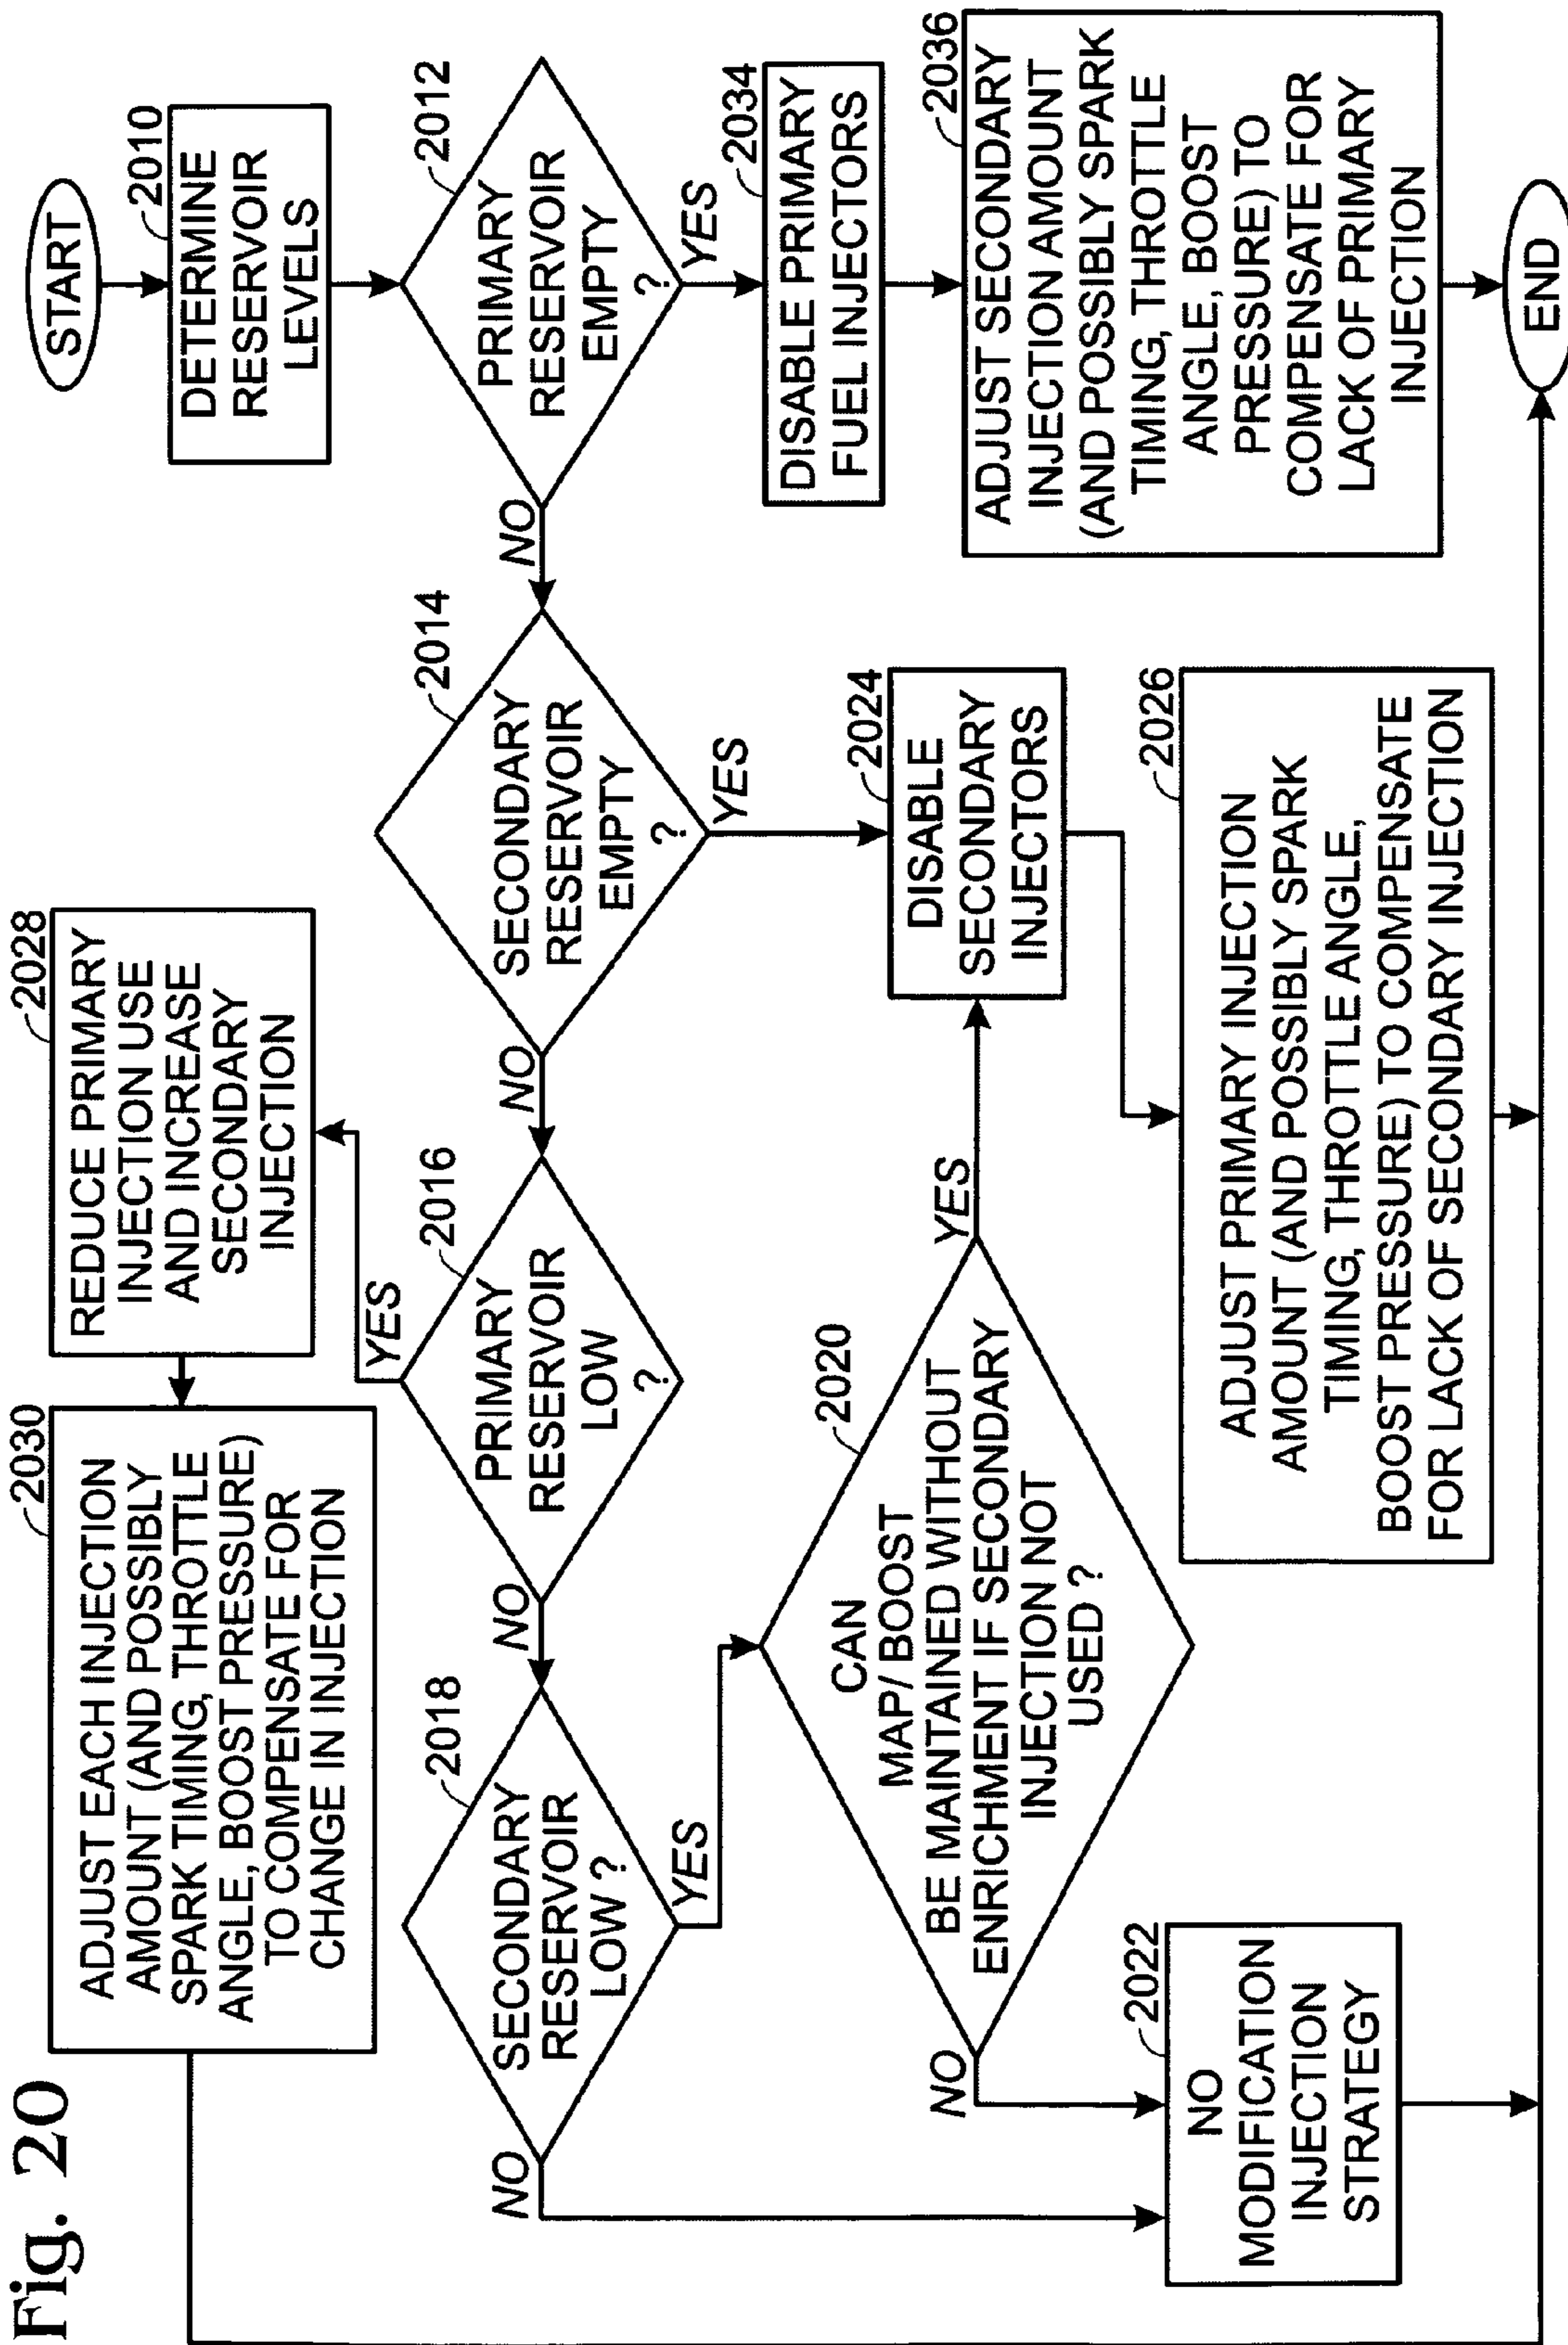 Fig. 20
START
2010
DETERMINE
RESERVOIR
LEVELS
2012
PRIMARY
RESERVOIR
EMPTY
?
YES
NO
2034
DISABLE PRIMARY
FUEL INJECTORS
2036
ADJUST SECONDARY
INJECTION AMOUNT
(AND POSSIBLY SPARK
TIMING, THROTTLE
ANGLE, BOOST
PRESSURE) TO
COMPENSATE FOR
LACK OF PRIMARY
INJECTION
END
2014
SECONDARY
RESERVOIR
EMPTY
?
YES
NO
2024
DISABLE
SECONDARY
INJECTORS
2026
ADJUST PRIMARY INJECTION
AMOUNT (AND POSSIBLY SPARK
TIMING, THROTTLE ANGLE,
BOOST PRESSURE) TO COMPENSATE
FOR LACK OF SECONDARY INJECTION
2016
PRIMARY
RESERVOIR
LOW
?
YES
NO
2028
REDUCE PRIMARY
INJECTION USE
AND INCREASE
SECONDARY
INJECTION
2030
ADJUST EACH INJECTION
AMOUNT (AND POSSIBLY
SPARK TIMING, THROTTLE
ANGLE, BOOST PRESSURE)
TO COMPENSATE FOR
CHANGE IN INJECTION
2018
SECONDARY
RESERVOIR
LOW ?
YES
NO
2020
CAN
MAP/ BOOST
BE MAINTAINED WITHOUT
ENRICHMENT IF SECONDARY
INJECTION NOT
USED ?
YES
NO
2022
NO
MODIFICATION
INJECTION
STRATEGY